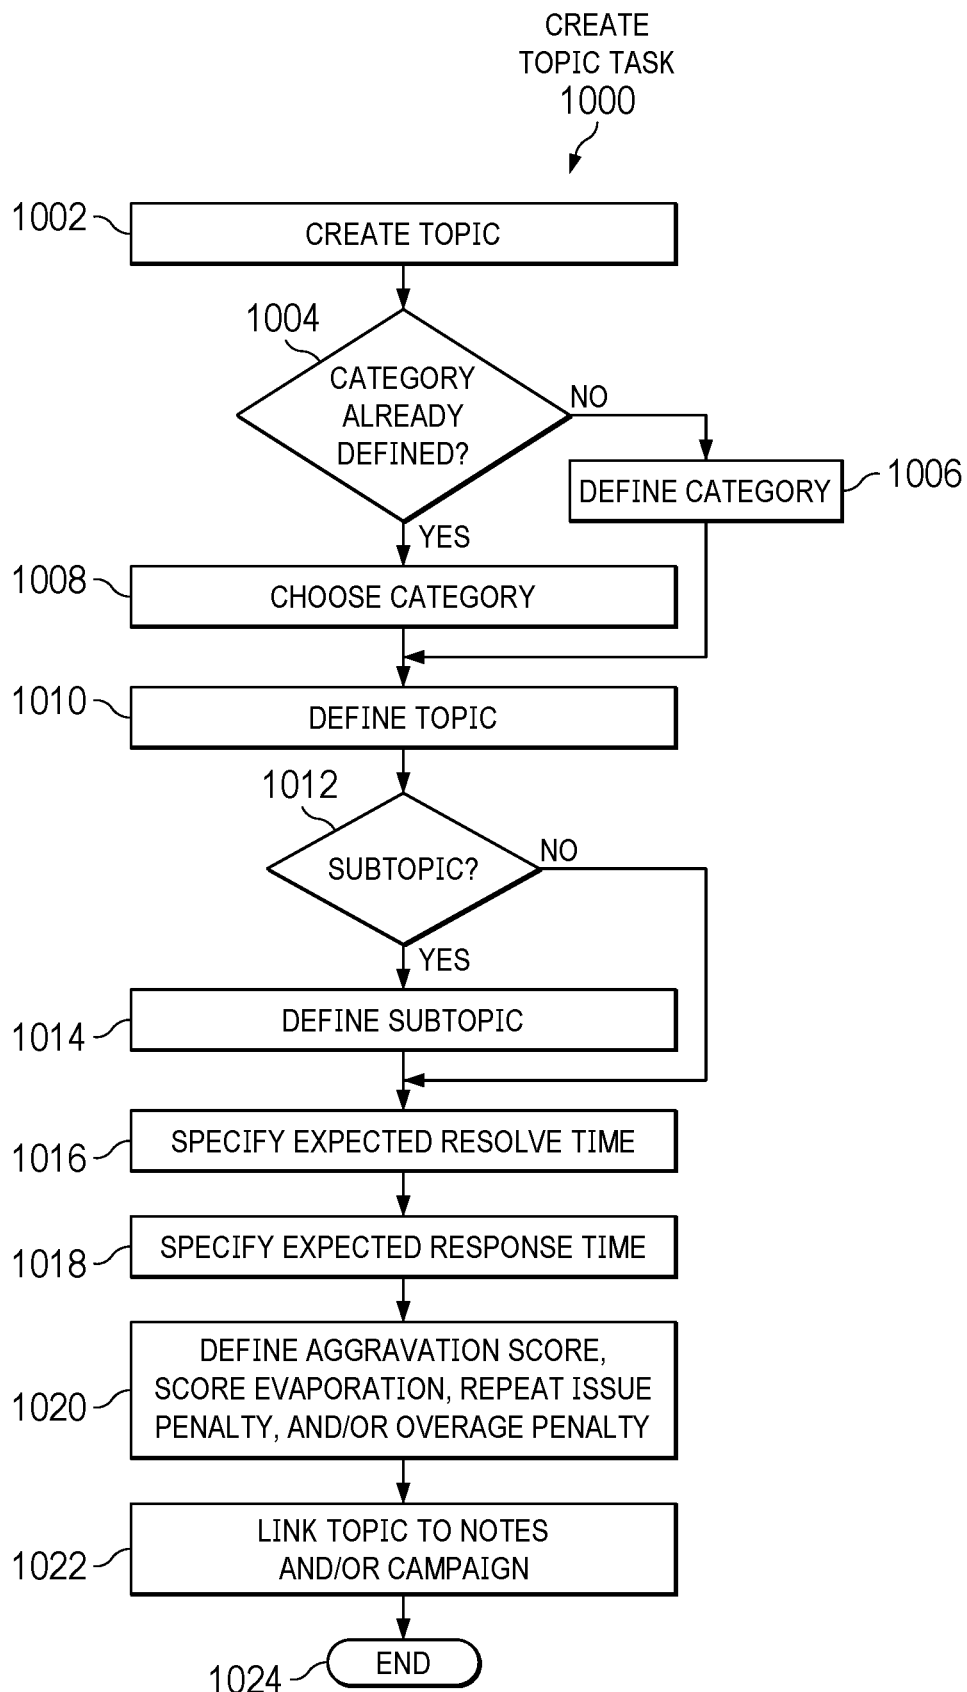 CREATE
TOPIC TASK
1000
1002
CREATE TOPIC
1004
CATEGORY
ALREADY
DEFINED?
NO
DEFINE CATEGORY
1006
YES
1008
CHOOSE CATEGORY
1010
DEFINE TOPIC
1012
SUBTOPIC?
NO
YES
1014
DEFINE SUBTOPIC
1016
SPECIFY EXPECTED RESOLVE TIME
1018
SPECIFY EXPECTED RESPONSE TIME
1020
DEFINE AGGRAVATION SCORE,
SCORE EVAPORATION, REPEAT ISSUE
PENALTY, AND/OR OVERAGE PENALTY
1022
LINK TOPIC TO NOTES
AND/OR CAMPAIGN
1024
END